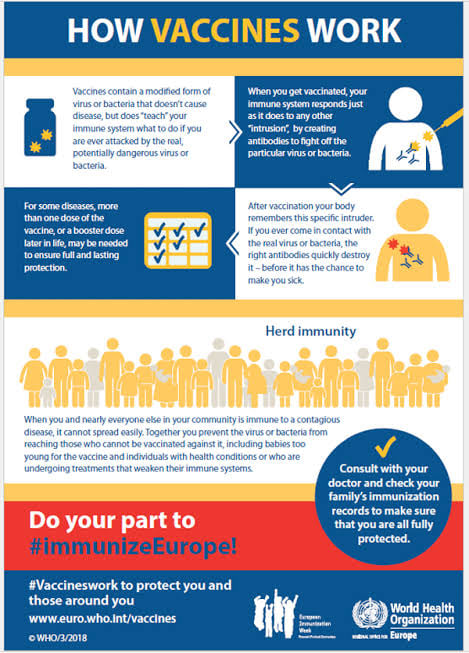 HOW VACCINES WORK
Vaccines contain a modified form of
virus or bacteria that doesn't cause
disease, but does "teach" your
immune system what to do if you
are ever attacked by the real,
potentially dangerous virus or
bacteria.
When you get vaccinated, your
immune system responds just
as it does to any other
"intrusion", by creating
antibodies to fight off the
particular virus or bacteria.
For some diseases, more
than one dose of the
vaccine, or a booster dose
later in life, may be needed
to ensure full and lasting
protection.
After vaccination your body
remembers this specific intruder.
If you ever come in contact with
the real virus or bacteria, the
right antibodies quickly destroy
it – before it has the chance to
make you sick.
Herd immunity
When you and nearly everyone else in your community is immune to a contagious
disease, it cannot spread easily. Together you prevent the virus or bacteria from
reaching those who cannot be vaccinated against it, including babies too
young for the vaccine and individuals with health conditions or who are
undergoing treatments that weaken their immune systems.
Consult with your
doctor and check your
family's immunization
records to make sure
that you are all fully
protected.
Do your part to
#immunizeEurope!
#Vaccineswork to protect you and
those around you
www.euro.who.int/vaccines
© WHO/3/2018
European
Immunization
Week
World Health
Organization
REGIONAL OFFICE FOR Europe